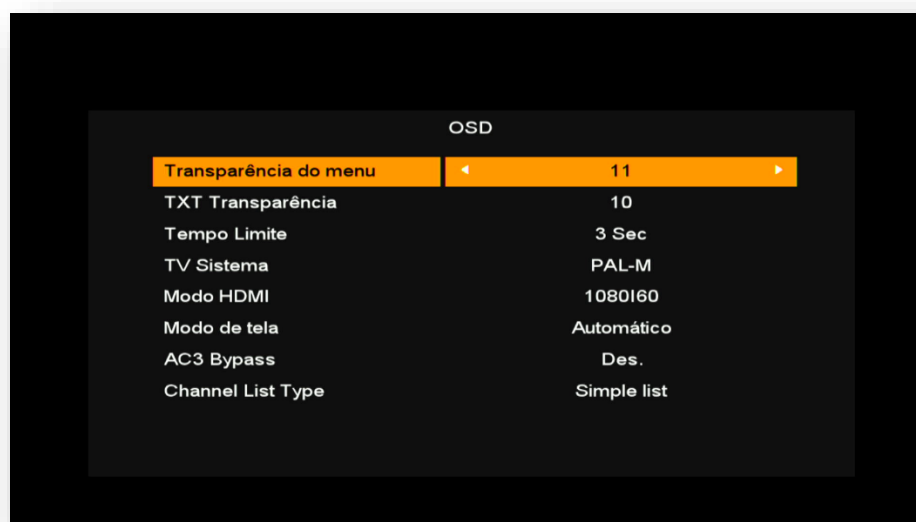 OSD
Transparência do menu 11
TXT Transparência 10
Tempo Limite 3 Sec
TV Sistema PAL-M
Modo HDMI 1080I60
Modo de tela Automático
AC3 Bypass Des.
Channel List Type Simple list